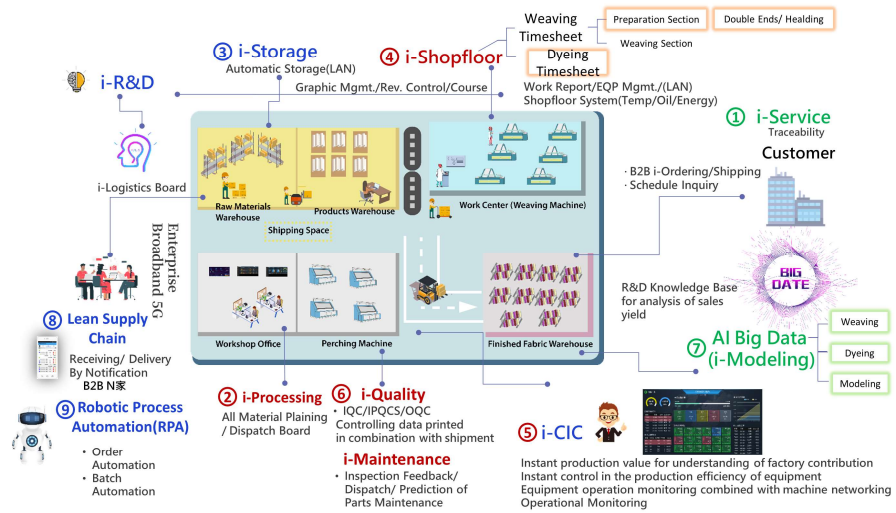 Weaving
Timesheet
Preparation Section
Double Ends/ Healding
Weaving Section
Dyeing
Timesheet
③ i-Storage
Automatic Storage(LAN)
④ i-Shopfloor
Work Report/EQP Mgmt./(LAN)
Shopfloor System(Temp/Oil/Energy)
i-R&D
Graphic Mgmt./Rev. Control/Course
① i-Service
Traceability
Customer
· B2B i-Ordering/Shipping
· Schedule Inquiry
i-Logistics Board
Enterprise
Broadband 5G
Raw Materials
Warehouse
Products Warehouse
Shipping Space
Work Center (Weaving Machine)
Workshop Office
Perching Machine
Finished Fabric Warehouse
BIG
DATE
R&D Knowledge Base
for analysis of sales
yield
⑦ AI Big Data
(i-Modeling)
Weaving
Dyeing
Modeling
⑧ Lean Supply
Chain
Receiving/ Delivery
By Notification
B2B N家
⑨ Robotic Process
Automation(RPA)
• Order
Automation
• Batch
Automation
② i-Processing
All Material Plaining
/ Dispatch Board
⑥ i-Quality
• IQC/IPQCS/OQC
Controlling data printed
in combination with shipment
i-Maintenance
• Inspection Feedback/
Dispatch/ Prediction of
Parts Maintenance
⑤ i-CIC
Instant production value for understanding of factory contribution
Instant control in the production efficiency of equipment
Equipment operation monitoring combined with machine networking
Operational Monitoring